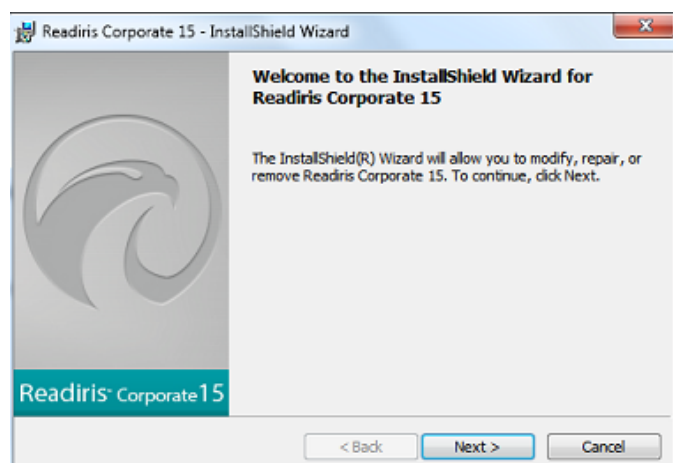 Readiris Corporate 15 - InstallShield Wizard
Welcome to the InstallShield Wizard for
Readiris Corporate 15
The InstallShield(R) Wizard will allow you to modify, repair, or
remove Readiris Corporate 15. To continue, click Next.
Readiris™ Corporate 15
< Back
Next >
Cancel